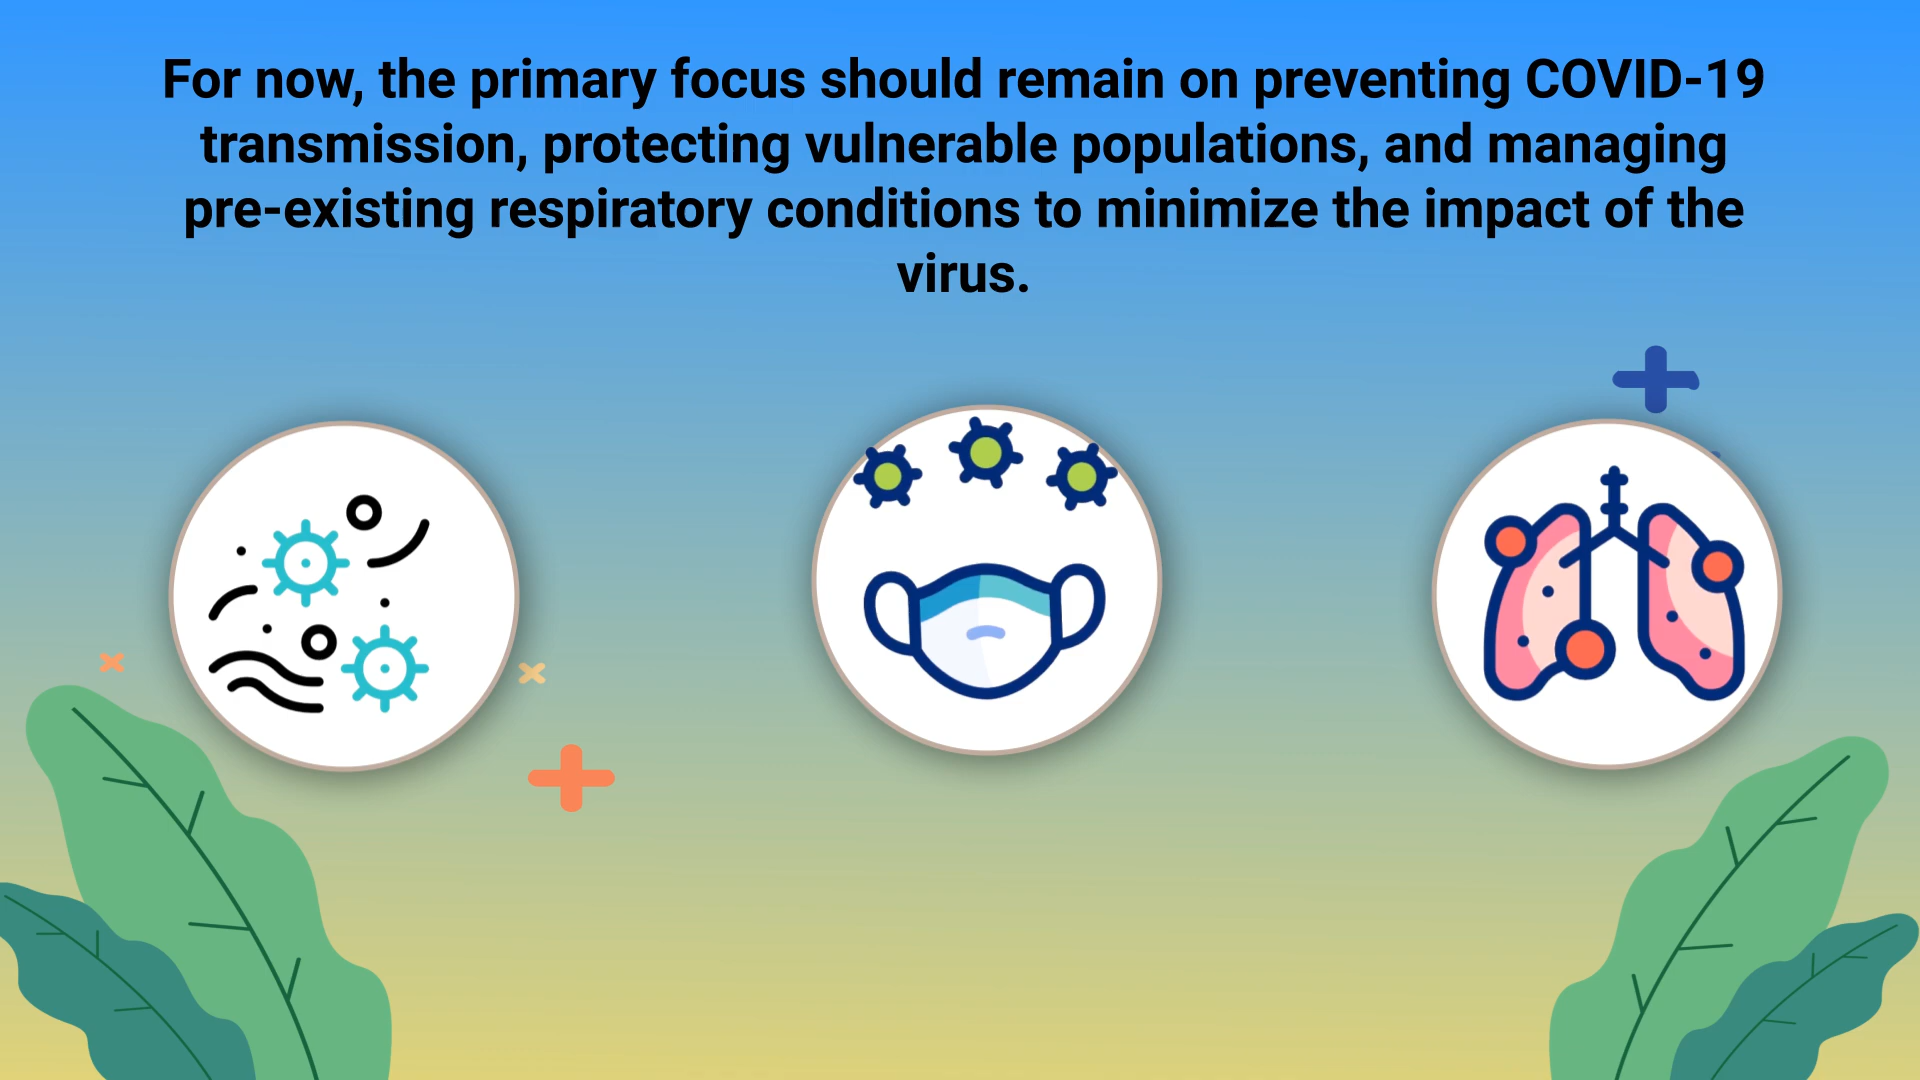 For now, the primary focus should remain on preventing COVID-19
transmission, protecting vulnerable populations, and managing
pre-existing respiratory conditions to minimize the impact of the
virus.